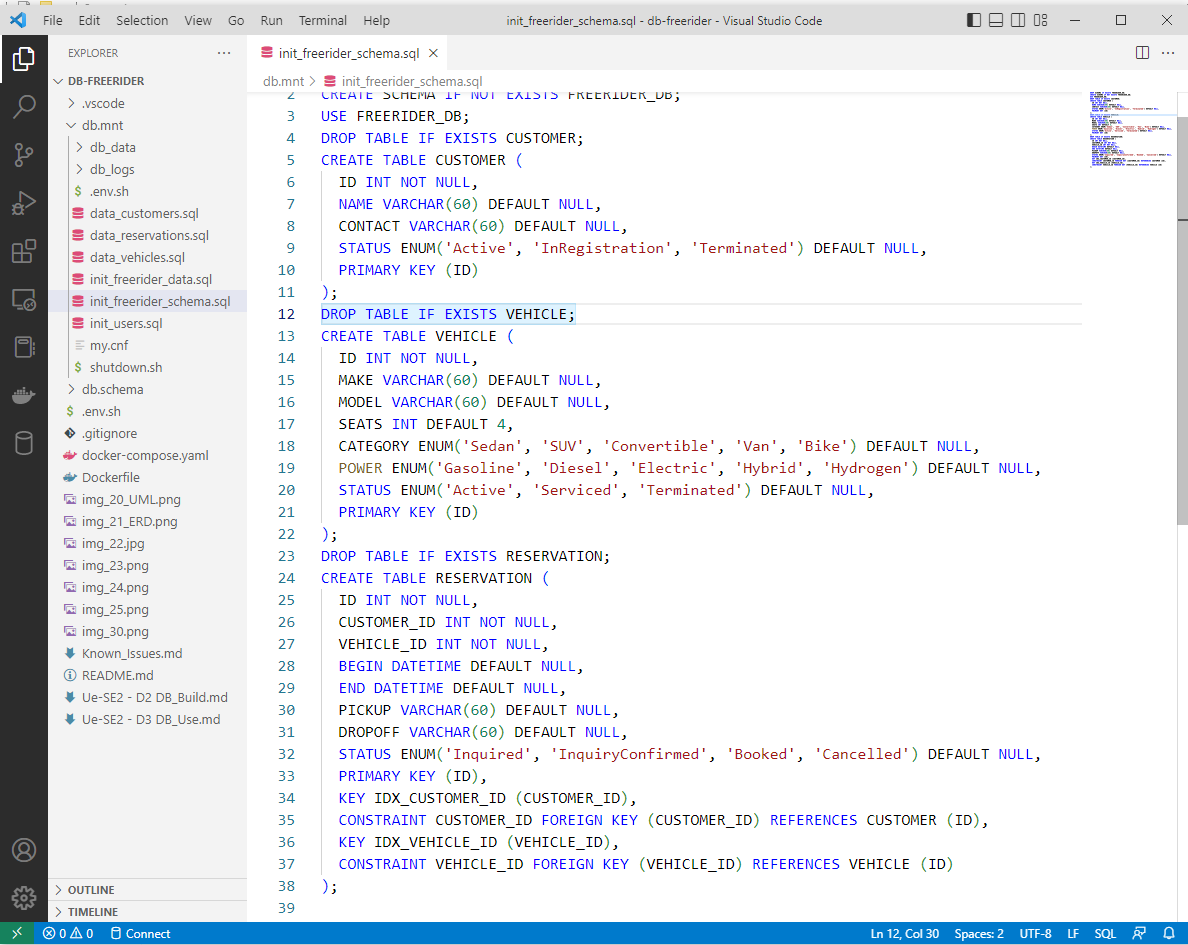 File Edit Selection View Go Run Terminal Help
init_freerider_schema.sql - db-freerider - Visual Studio Code
EXPLORER
DB-FREERIDER
.vscode
db.mnt
db_data
db_logs
.env.sh
data_customers.sql
data_reservations.sql
data_vehicles.sql
init_freerider_data.sql
init_freerider_schema.sql
init_users.sql
my.cnf
shutdown.sh
db.schema
.env.sh
.gitignore
docker-compose.yaml
Dockerfile
img_20_UML.png
img_21_ERD.png
img_22.jpg
img_23.png
img_24.png
img_25.png
img_30.png
Known_Issues.md
README.md
Ue-SE2 - D2 DB_Build.md
Ue-SE2 - D3 DB_Use.md
OUTLINE
TIMELINE
init_freerider_schema.sql
db.mnt > init_freerider_schema.sql
2 CREATE SCHEMA IF NOT EXISTS FREERIDER_DB;
3 USE FREERIDER_DB;
4 DROP TABLE IF EXISTS CUSTOMER;
5 CREATE TABLE CUSTOMER (
6 ID INT NOT NULL,
7 NAME VARCHAR(60) DEFAULT NULL,
8 CONTACT VARCHAR(60) DEFAULT NULL,
9 STATUS ENUM('Active', 'InRegistration', 'Terminated') DEFAULT NULL,
10 PRIMARY KEY (ID)
11 );
12 DROP TABLE IF EXISTS VEHICLE;
13 CREATE TABLE VEHICLE (
14 ID INT NOT NULL,
15 MAKE VARCHAR(60) DEFAULT NULL,
16 MODEL VARCHAR(60) DEFAULT NULL,
17 SEATS INT DEFAULT 4,
18 CATEGORY ENUM('Sedan', 'SUV', 'Convertible', 'Van', 'Bike') DEFAULT NULL,
19 POWER ENUM('Gasoline', 'Diesel', 'Electric', 'Hybrid', 'Hydrogen') DEFAULT NULL,
20 STATUS ENUM('Active', 'Serviced', 'Terminated') DEFAULT NULL,
21 PRIMARY KEY (ID)
22 );
23 DROP TABLE IF EXISTS RESERVATION;
24 CREATE TABLE RESERVATION (
25 ID INT NOT NULL,
26 CUSTOMER_ID INT NOT NULL,
27 VEHICLE_ID INT NOT NULL,
28 BEGIN DATETIME DEFAULT NULL,
29 END DATETIME DEFAULT NULL,
30 PICKUP VARCHAR(60) DEFAULT NULL,
31 DROPOFF VARCHAR(60) DEFAULT NULL,
32 STATUS ENUM('Inquired', 'InquiryConfirmed', 'Booked', 'Cancelled') DEFAULT NULL,
33 PRIMARY KEY (ID),
34 KEY IDX_CUSTOMER_ID (CUSTOMER_ID),
35 CONSTRAINT CUSTOMER_ID FOREIGN KEY (CUSTOMER_ID) REFERENCES CUSTOMER (ID),
36 KEY IDX_VEHICLE_ID (VEHICLE_ID),
37 CONSTRAINT VEHICLE_ID FOREIGN KEY (VEHICLE_ID) REFERENCES VEHICLE (ID)
38 );
39
0 0 Connect
Ln 12, Col 30 Spaces: 2 UTF-8 LF SQL